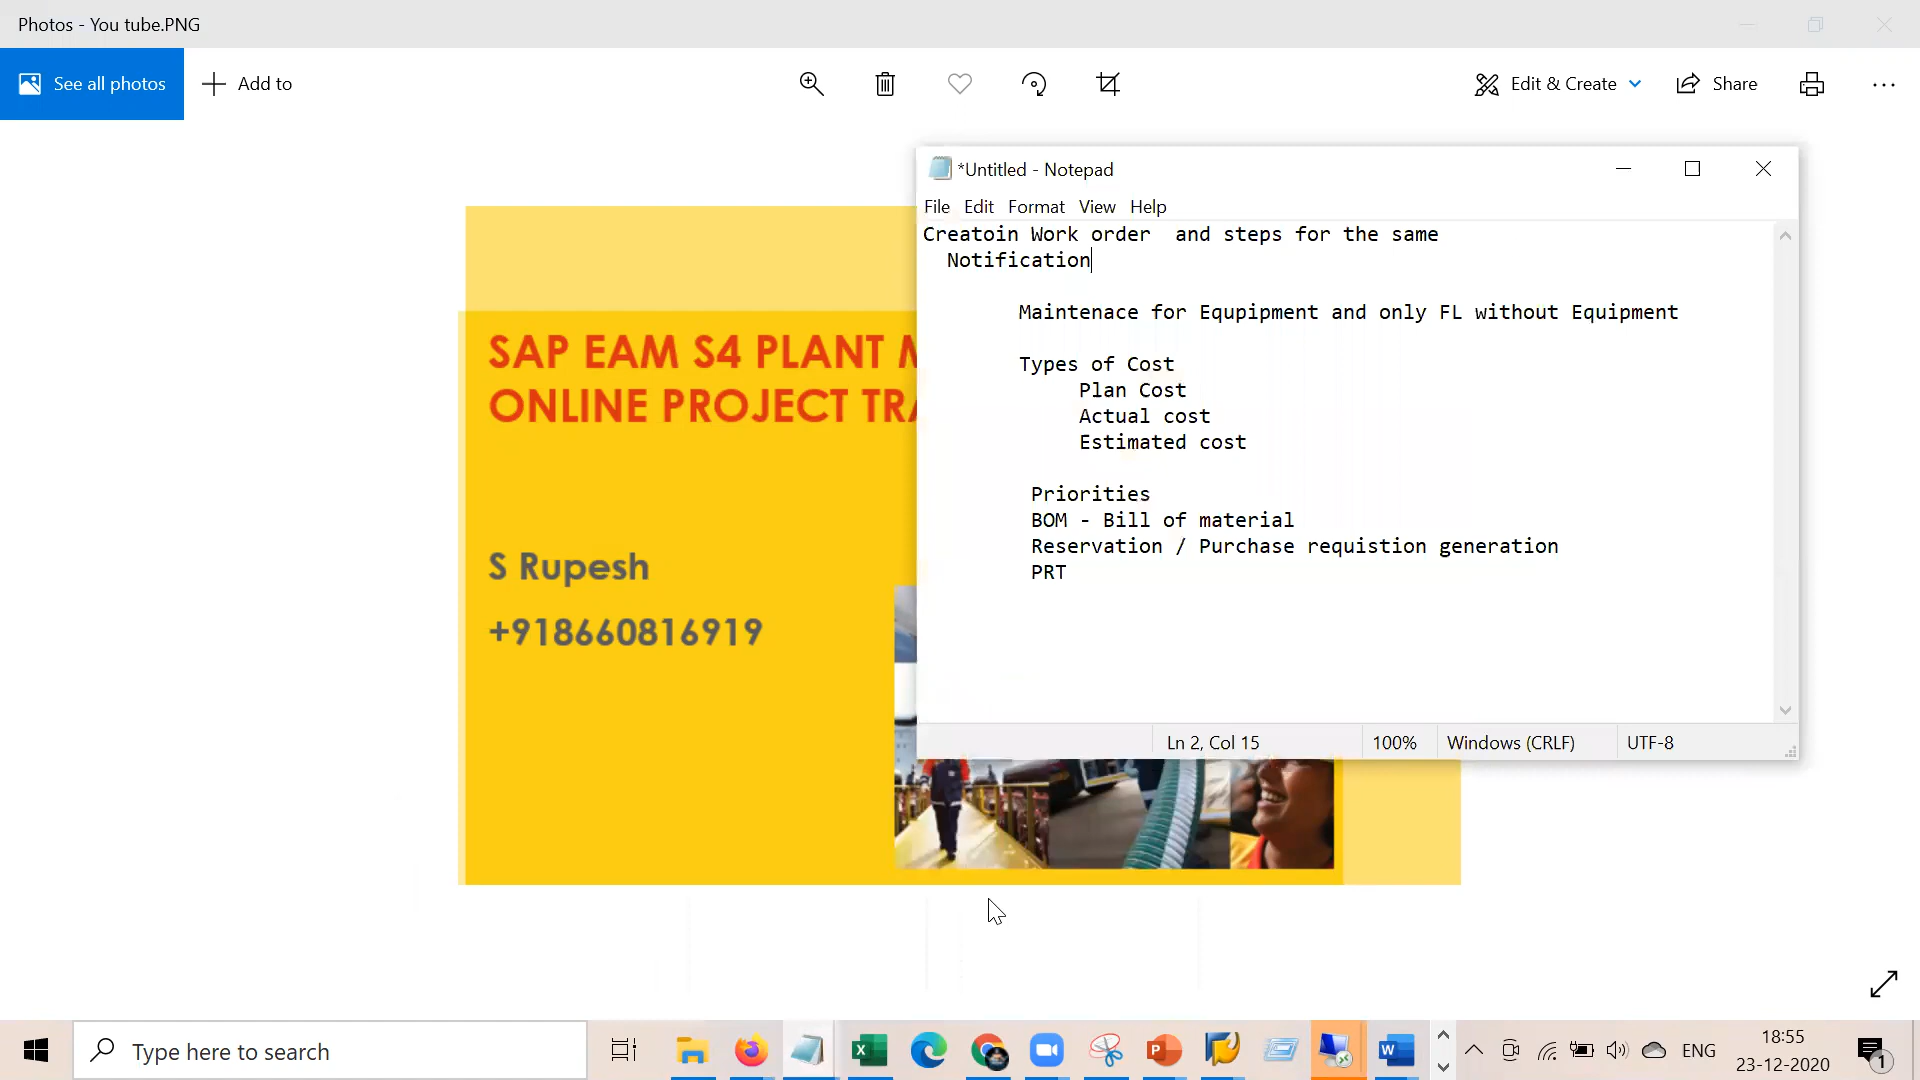 Photos - You tube.PNG
See all photos
Add to
Edit & Create
Share
*Untitled - Notepad
File Edit Format View Help
Creatoin Work order  and steps for the same
Notification
Maintenace for Equpipment and only FL without Equipment
Types of Cost
Plan Cost
Actual cost
Estimated cost
Priorities
BOM - Bill of material
Reservation / Purchase requistion generation
PRT
Ln 2, Col 15
100%
Windows (CRLF)
UTF-8
SAP EAM S4 PLANT
ONLINE PROJECT
S Rupesh
+918660816919
Type here to search
ENG
18:55
23-12-2020
1